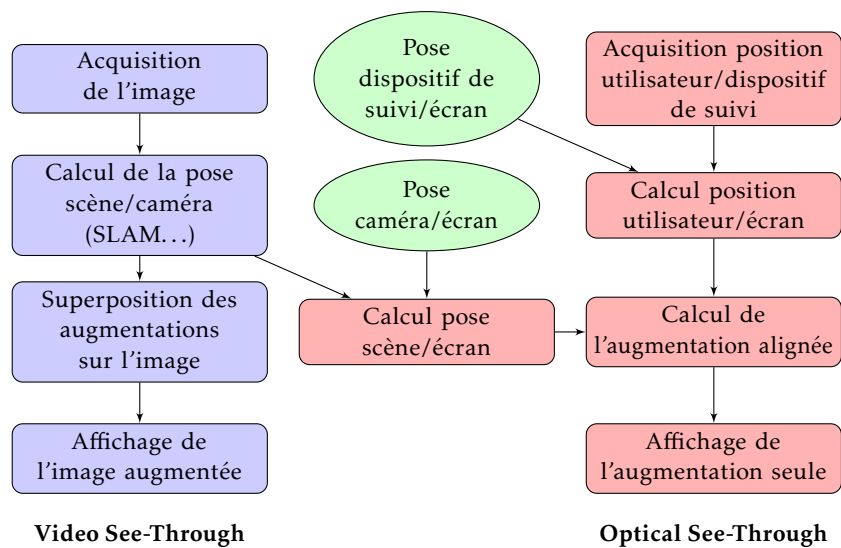 Acquisition
de l'image
Calcul de la pose
scène/caméra
(SLAM...)
Superposition des
augmentations
sur l'image
Affichage de
l'image augmentée
Video See-Through
Pose
dispositif de
suivi/écran
Pose
caméra/écran
Calcul pose
scène/écran
Acquisition position
utilisateur/dispositif
de suivi
Calcul position
utilisateur/écran
Calcul de
l'augmentation alignée
Affichage de
l'augmentation seule
Optical See-Through